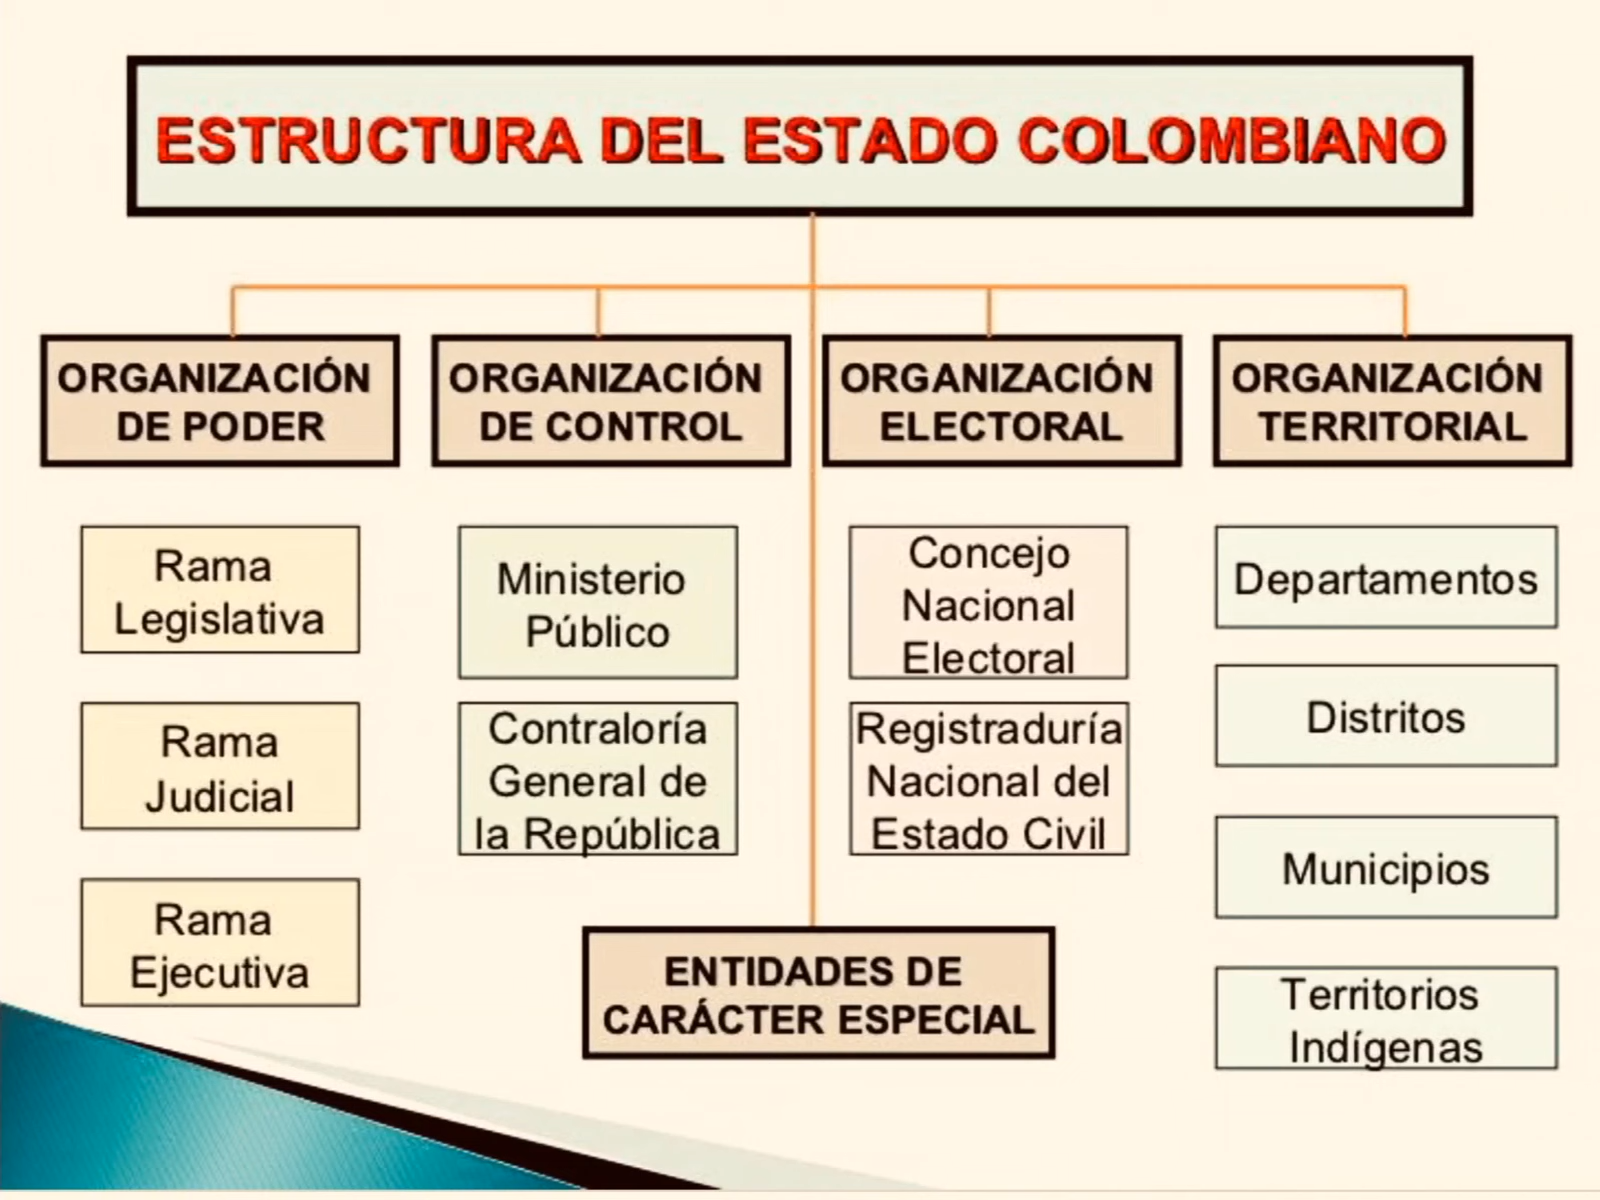 ESTRUCTURA DEL ESTADO COLOMBIANO
ORGANIZACIÓN
DE PODER
Rama
Legislativa
Rama
Judicial
Rama
Ejecutiva
ORGANIZACIÓN
DE CONTROL
Ministerio
Público
Contraloría
General de
la República
ORGANIZACIÓN
ELECTORAL
Concejo
Nacional
Electoral
Registraduría
Nacional del
Estado Civil
ORGANIZACIÓN
TERRITORIAL
Departamentos
Distritos
Municipios
Territorios
Indígenas
ENTIDADES DE
CARÁCTER ESPECIAL